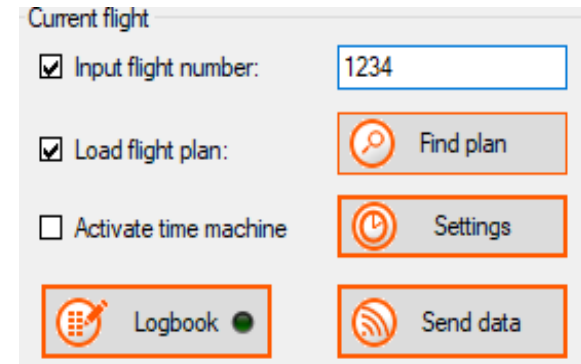 Current flight
Input flight number: 1234
Load flight plan: Find plan
Activate time machine Settings
Logbook Send data